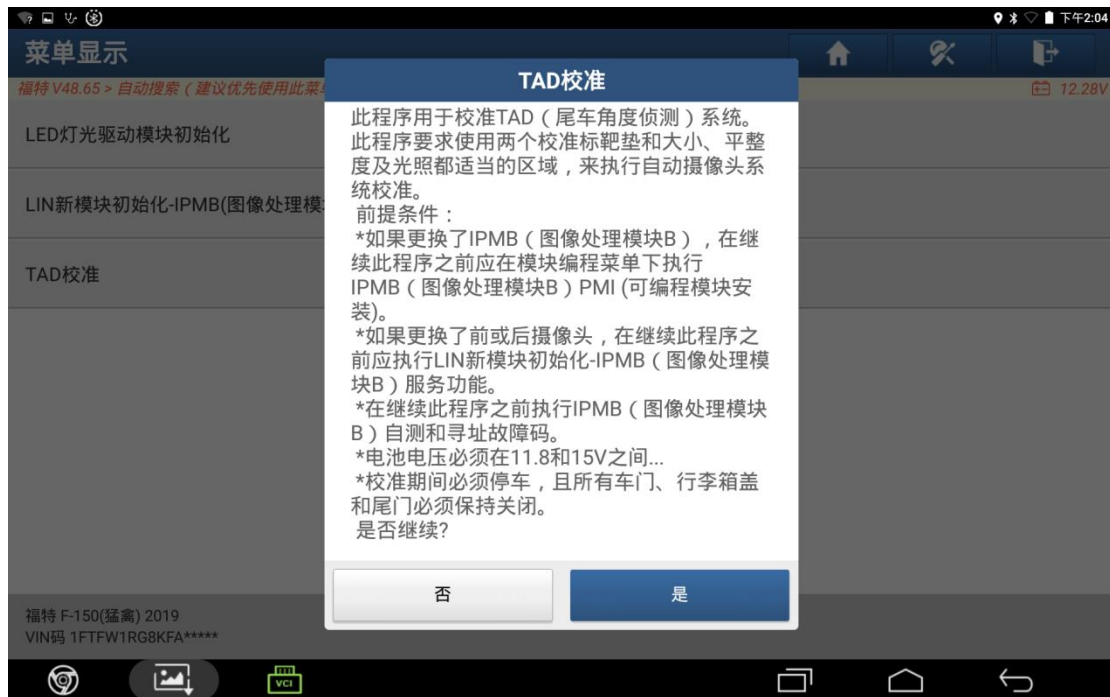 下午2:04
菜单显示
福特 V48.65 > 自动搜索（建议优先使用此菜
12.28V
LED灯光驱动模块初始化
LIN新模块初始化-IPMB(图像处理模
TAD校准
TAD校准
此程序用于校准TAD（尾车角度侦测）系统。
此程序要求使用两个校准标靶垫和大小、平整
度及光照都适当的区域，来执行自动摄像头系
统校准。
前提条件：
*如果更换了IPMB（图像处理模块B），在继
续此程序之前应在模块编程菜单下执行
IPMB（图像处理模块B）PMI (可编程模块安
装)。
*如果更换了前或后摄像头，在继续此程序之
前应执行LIN新模块初始化-IPMB（图像处理模
块B）服务功能。
*在继续此程序之前执行IPMB（图像处理模块
B）自测和寻址故障码。
*电池电压必须在11.8和15V之间...
*校准期间必须停车，且所有车门、行李箱盖
和尾门必须保持关闭。
是否继续?
否
是
福特 F-150(猛禽) 2019
VIN码 1FTFW1RG8KFA*****
VCI